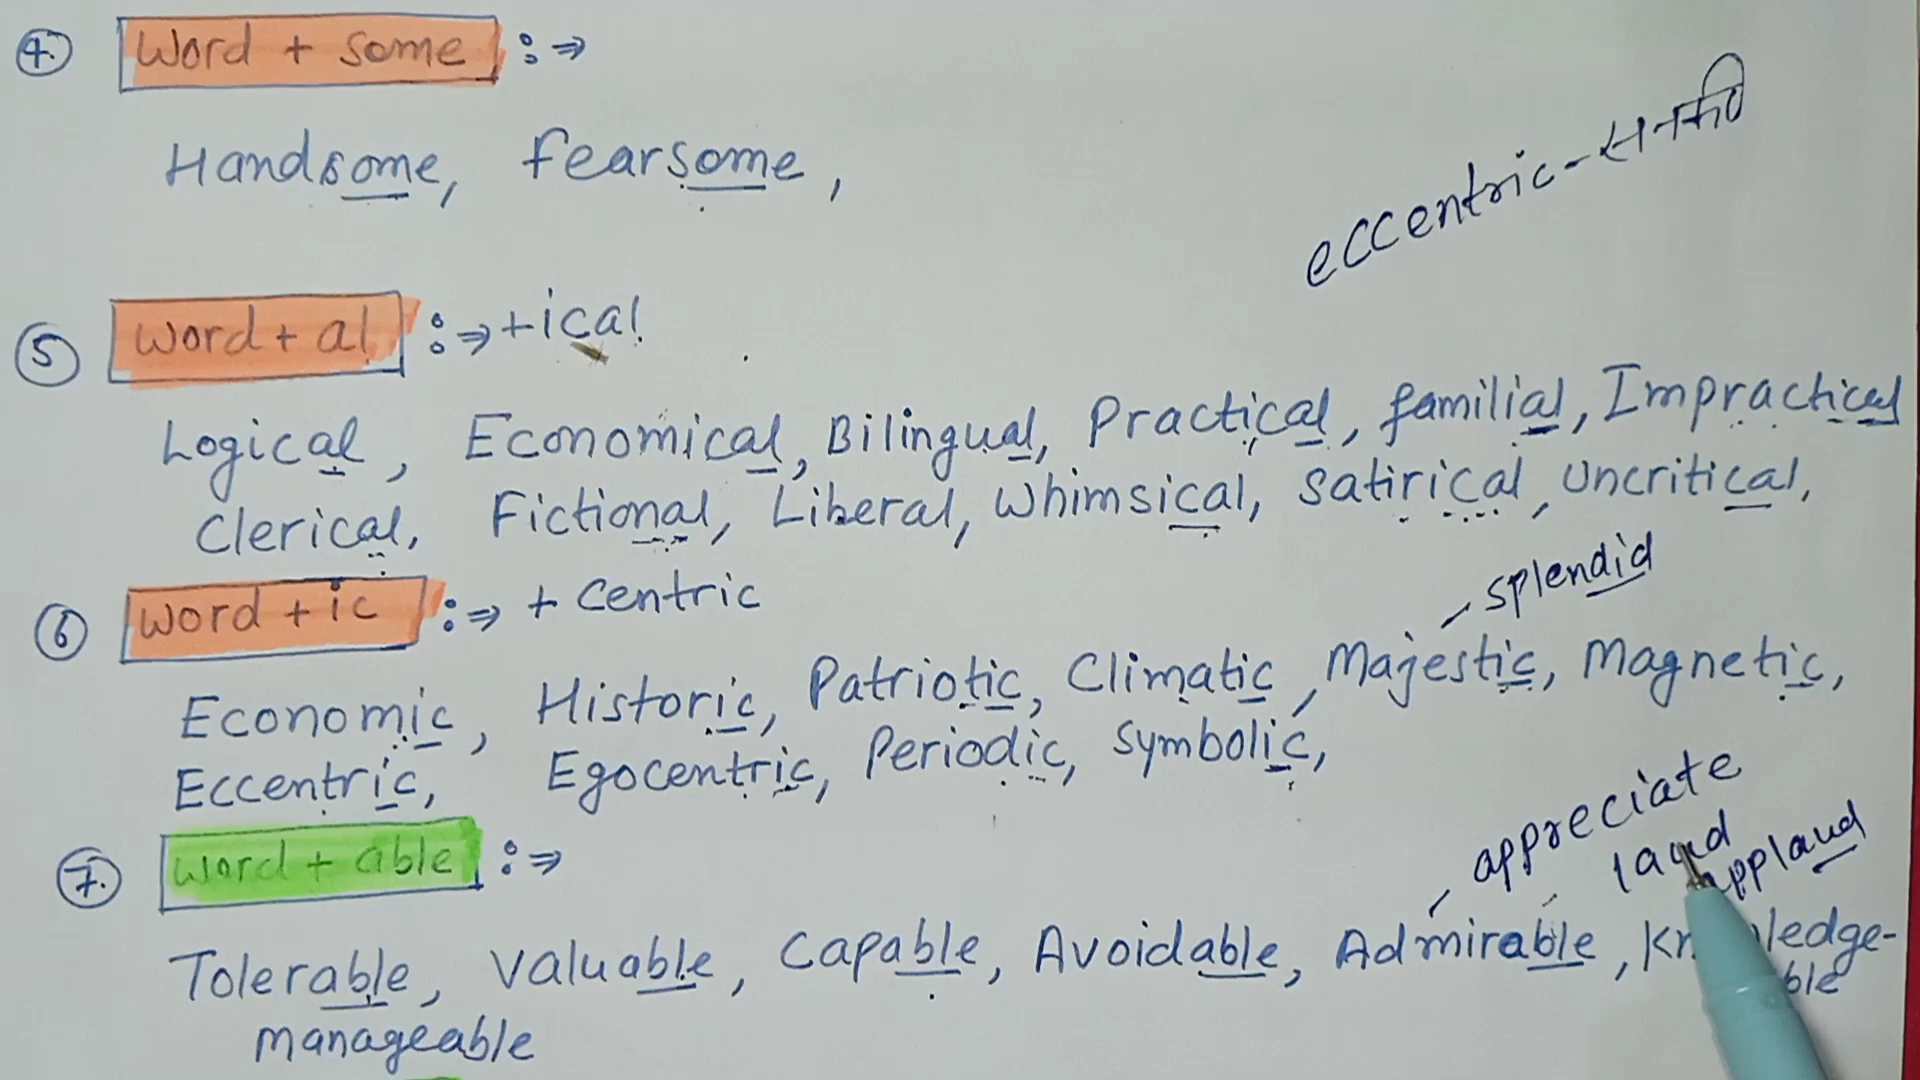 4. Word + some :⇒
Handsome, fearsome,
eccentric - सनकी
5 word + al :⇒ +ical
Logical, Economical, Bilingual, Practical, familial, Impractical
Clerical, Fictional, Liberal, Whimsical, Satirical, Uncritical,
6 word + ic :⇒ + Centric
splendid
Economic, Historic, Patriotic, Climatic, Majestic, Magnetic,
Eccentric, Egocentric, Periodic, Symbolic,
7. word + able :⇒
appreciate
laud
applaud
Tolerable, Valuable, Capable, Avoidable, Admirable,
manageable